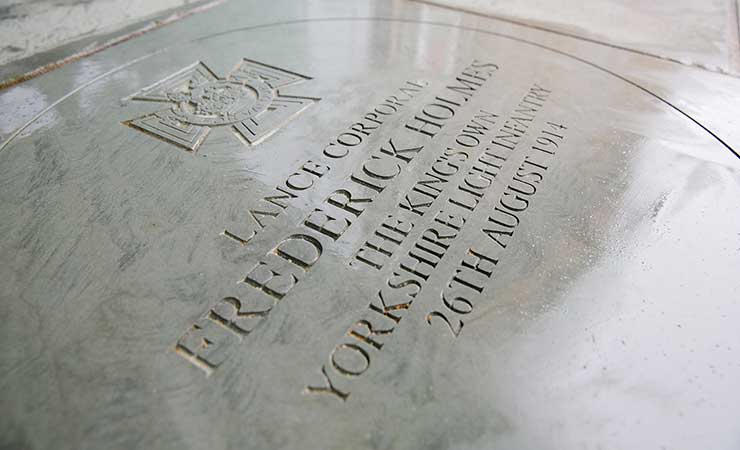 LANCE CORPORAL
FREDERICK HOLMES
THE KING'S OWN
YORKSHIRE LIGHT INFANTRY
26TH AUGUST 1914